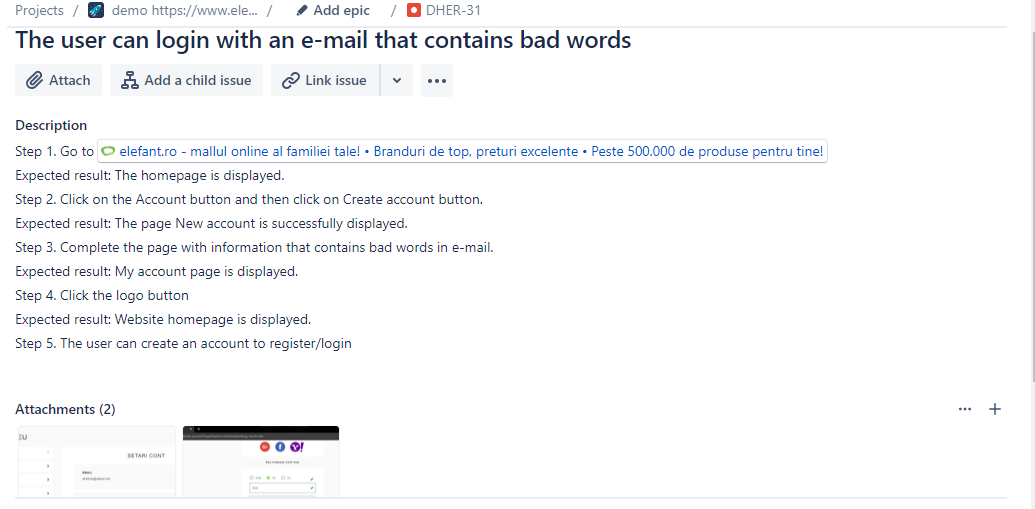 Projects / demo https://www.ele... / Add epic / DHER-31
The user can login with an e-mail that contains bad words
Attach Add a child issue Link issue
Description
Step 1. Go to elefant.ro - mallul online al familiei tale! • Branduri de top, preturi excelente • Peste 500.000 de produse pentru tine!
Expected result: The homepage is displayed.
Step 2. Click on the Account button and then click on Create account button.
Expected result: The page New account is successfully displayed.
Step 3. Complete the page with information that contains bad words in e-mail.
Expected result: My account page is displayed.
Step 4. Click the logo button
Expected result: Website homepage is displayed.
Step 5. The user can create an account to register/login
Attachments (2)
EU
SETARI CONT